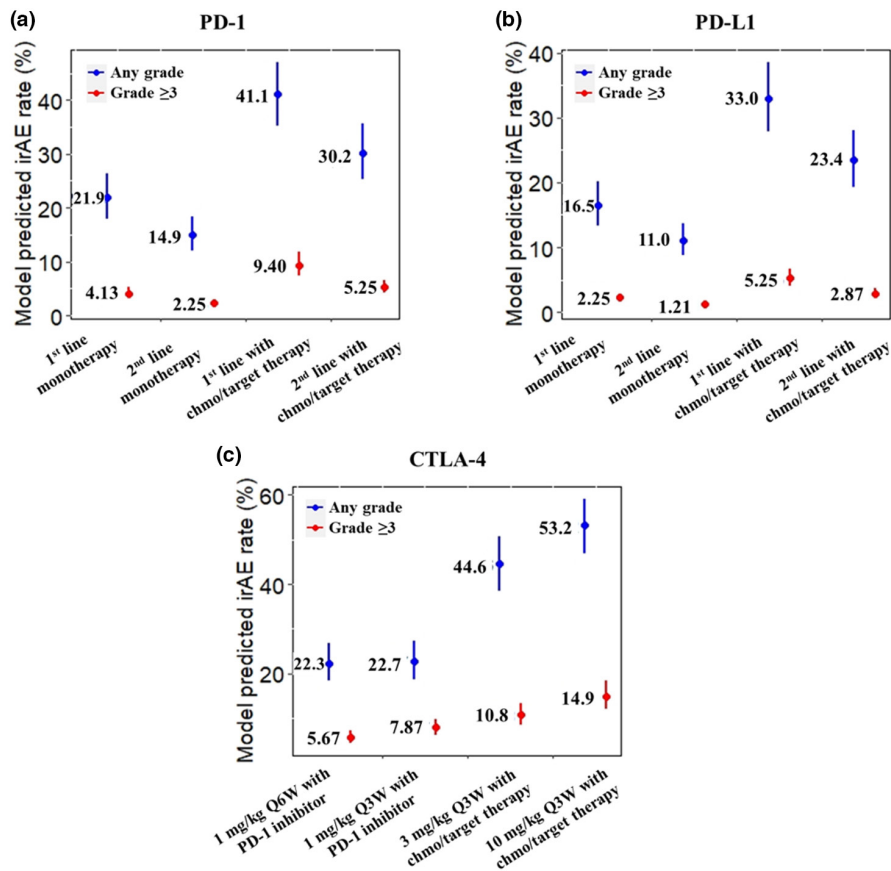 (a)
PD-1
Model predicted irAE rate (%)
40
30
20
10
0
Any grade
Grade ≥3
21.9
4.13
14.9
2.25
41.1
9.40
30.2
5.25
1st line
monotherapy
2nd line
monotherapy
1st line with
chmo/target therapy
2nd line with
chmo/target therapy
(b)
PD-L1
Model predicted irAE rate (%)
40
30
20
10
0
Any grade
Grade ≥3
16.5
2.25
11.0
1.21
33.0
5.25
23.4
2.87
1st line
monotherapy
2nd line
monotherapy
1st line with
chmo/target therapy
2nd line with
chmo/target therapy
(c)
CTLA-4
Model predicted irAE rate (%)
60
40
20
Any grade
Grade ≥3
22.3
5.67
22.7
7.87
44.6
10.8
53.2
14.9
1 mg/kg Q6W with
PD-1 inhibitor
1 mg/kg Q3W with
PD-1 inhibitor
3 mg/kg Q3W with
chmo/target therapy
10 mg/kg Q3W with
chmo/target therapy